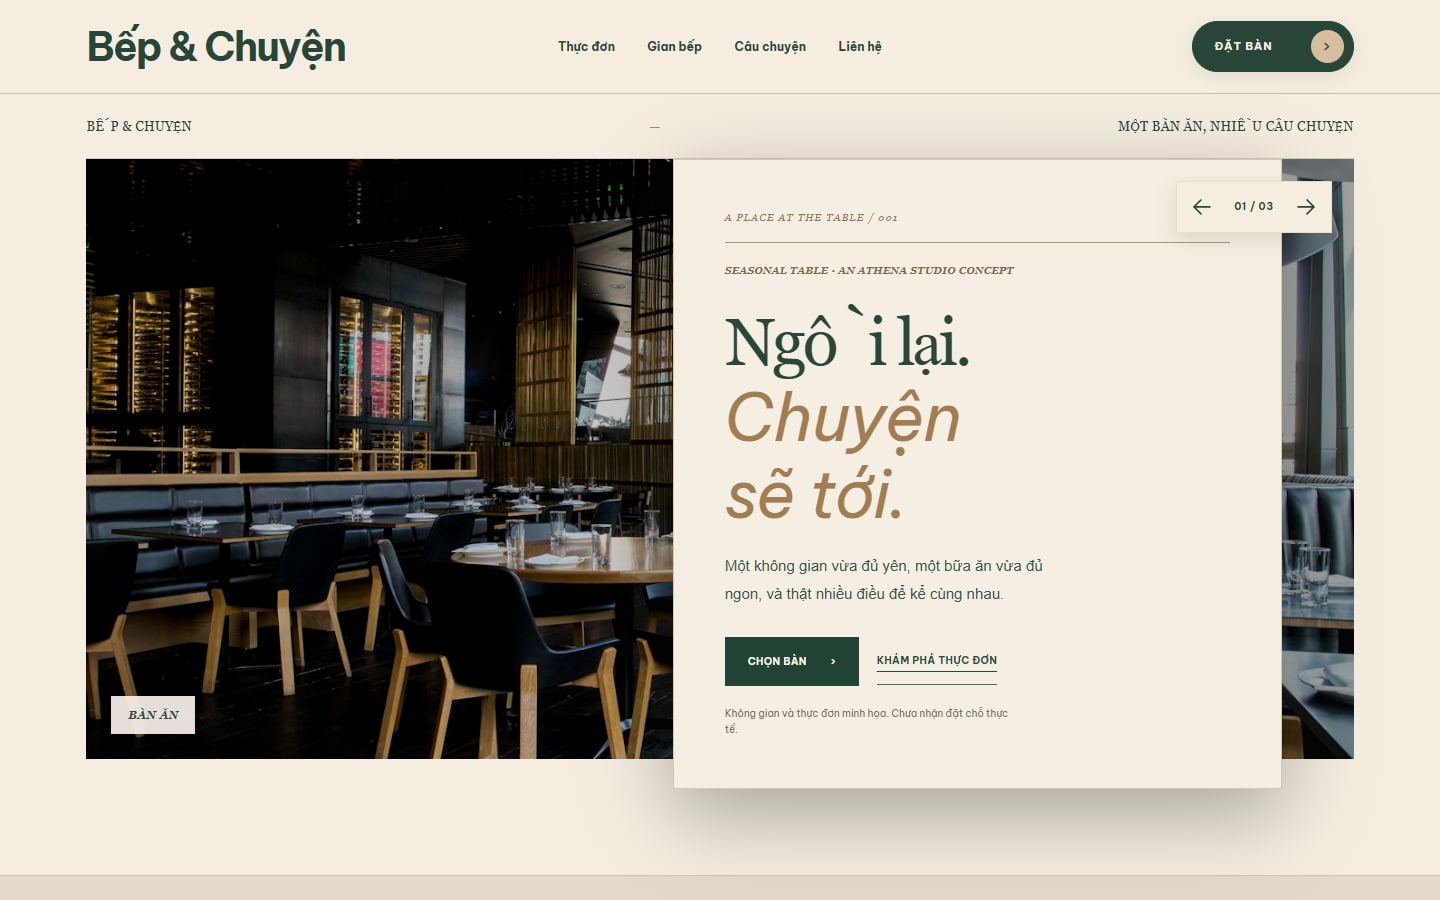 Bếp & Chuyện
Thực đơn
Gian bếp
Câu chuyện
Liên hệ
ĐẶT BÀN
BẾP & CHUYỆN
—
MỘT BÀN ĂN, NHIỀU CÂU CHUYỆN
01 / 03
A PLACE AT THE TABLE / 001
SEASONAL TABLE · AN ATHENA STUDIO CONCEPT
Ngồi lại.
Chuyện
sẽ tới.
Một không gian vừa đủ yên, một bữa ăn vừa đủ
ngon, và thật nhiều điều để kể cùng nhau.
CHỌN BÀN ›
KHÁM PHÁ THỰC ĐƠN
Không gian và thực đơn minh họa. Chưa nhận đặt chỗ thực
tế.
BÀN ĂN